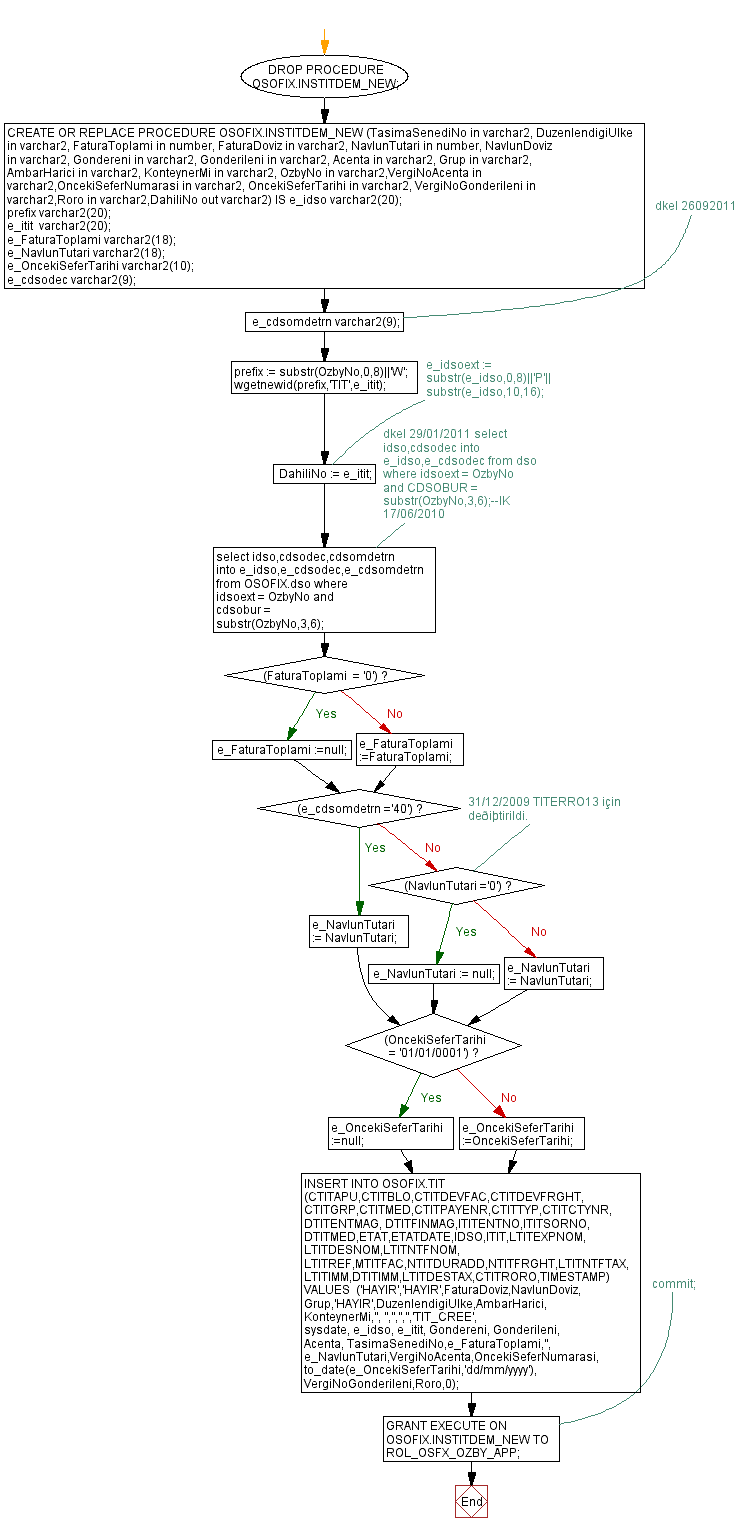 DROP PROCEDURE
OSOFIX.INSTITDEM_NEW;
CREATE OR REPLACE PROCEDURE OSOFIX.INSTITDEM_NEW (TasimaSenediNo in varchar2, DuzenlendigiUlke
in varchar2, FaturaToplami in number, FaturaDoviz in varchar2, NavlunTutari in number, NavlunDoviz
in varchar2, Gondereni in varchar2, Gonderileni in varchar2, Acenta in varchar2, Grup in varchar2,
AmbarHarici in varchar2, KonteynerMi in varchar2, OzbyNo in varchar2,VergiNoAcenta in
varchar2,OncekiSeferNumarasi in varchar2, OncekiSeferTarihi in varchar2, VergiNoGonderileni in
varchar2,Roro in varchar2,DahiliNo out varchar2) IS e_idso varchar2(20);
prefix varchar2(20);
e_itit varchar2(20);
e_FaturaToplami varchar2(18);
e_NavlunTutari varchar2(18);
e_OncekiSeferTarihi varchar2(10);
e_cdsodec varchar2(9);
dkel 26092011
e_cdsomdetrn varchar2(9);
prefix := substr(OzbyNo,0,8)||'W';
wgetnewid(prefix,'TIT',e_itit);
e_idsoext :=
substr(e_idso,0,8)||'P'||
substr(e_idso,10,16);
DahiliNo := e_itit;
dkel 29/01/2011 select
idso,cdsodec into
e_idso,e_cdsodec from dso
where idsoext = OzbyNo
and CDSOBUR =
substr(OzbyNo,3,6);--IK
17/06/2010
select idso,cdsodec,cdsomdetrn
into e_idso,e_cdsodec,e_cdsomdetrn
from OSOFIX.dso where
idsoext = OzbyNo and
cdsobur =
substr(OzbyNo,3,6);
(FaturaToplami = '0') ?
Yes
No
e_FaturaToplami :=null;
e_FaturaToplami
:=FaturaToplami;
(e_cdsomdetrn ='40') ?
31/12/2009 TITERRO13 için
deðiþtirildi.
Yes
No
(NavlunTutari ='0') ?
e_NavlunTutari
:= NavlunTutari;
Yes
No
e_NavlunTutari := null;
e_NavlunTutari
:= NavlunTutari;
(OncekiSeferTarihi
= '01/01/0001') ?
Yes
No
e_OncekiSeferTarihi
:=null;
e_OncekiSeferTarihi
:=OncekiSeferTarihi;
INSERT INTO OSOFIX.TIT
(CTITAPU,CTITBLO,CTITDEVFAC,CTITDEVFRGHT,
CTITGRP,CTITMED,CTITPAYENR,CTITTYP,CTITCTYNR,
DTITENTMAG, DTITFINMAG,ITITENTNO,ITITSORNO,
DTITMED,ETAT,ETATDATE,IDSO,ITIT,LTITEXPNOM,
LTITDESNOM,LTITNTFNOM,
LTITREF,MTITFAC,NTITDURADD,NTITFRGHT,LTITNTFTAX,
LTITIMM,DTITIMM,LTITDESTAX,CTITRORO,TIMESTAMP)
VALUES ('HAYIR','HAYIR',FaturaDoviz,NavlunDoviz,
Grup,'HAYIR',DuzenlendigiUlke,AmbarHarici,
KonteynerMi,'','','','','','TIT_CREE',
sysdate, e_idso, e_itit, Gondereni, Gonderileni,
Acenta, TasimaSenediNo,e_FaturaToplami,'',
e_NavlunTutari,VergiNoAcenta,OncekiSeferNumarasi,
to_date(e_OncekiSeferTarihi,'dd/mm/yyyy'),
VergiNoGonderileni,Roro,0);
commit;
GRANT EXECUTE ON
OSOFIX.INSTITDEM_NEW TO
ROL_OSFX_OZBY_APP;
End